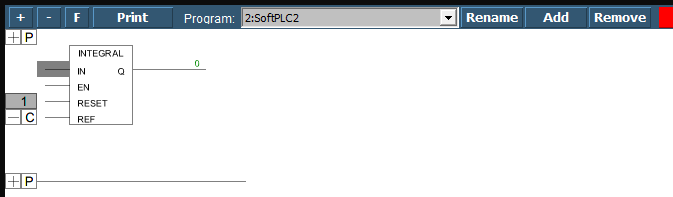 + - F Print Program: 2:SoftPLC2 Rename Add Remove
+ P
INTEGRAL
0
IN Q
EN
1 RESET
- C REF
+ P